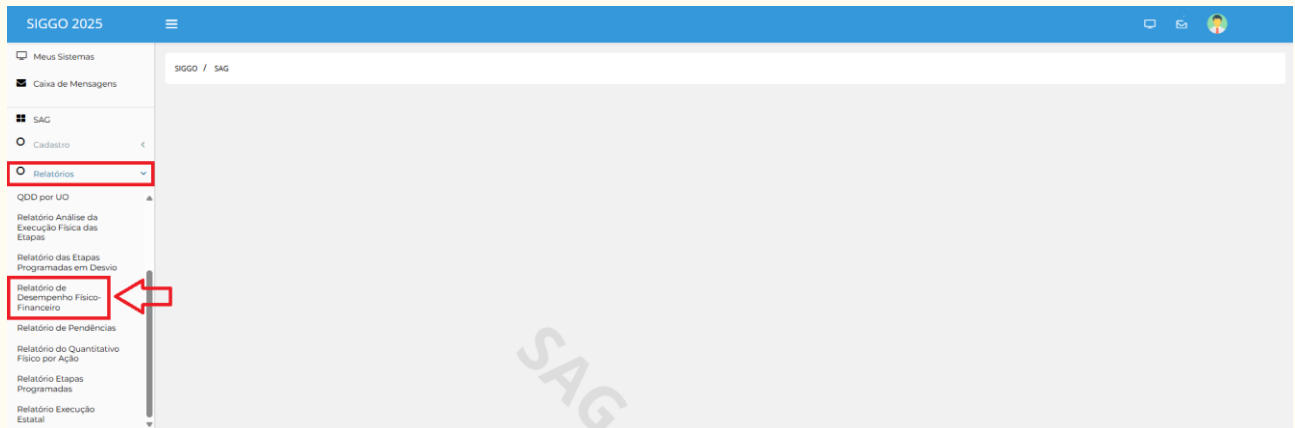 SIGGO 2025
Meus Sistemas
Caixa de Mensagens
SIGGO / SAG
SAG
Cadastro
Relatórios
QDD por UO
Relatório Análise da
Execução Física das
Etapas
Relatório das Etapas
Programadas em Desvio
Relatório de
Desempenho Físico-
Financeiro
Relatório de Pendências
Relatório do Quantitativo
Físico por Ação
Relatório Etapas
Programadas
Relatório Execução
Estatal
SAG